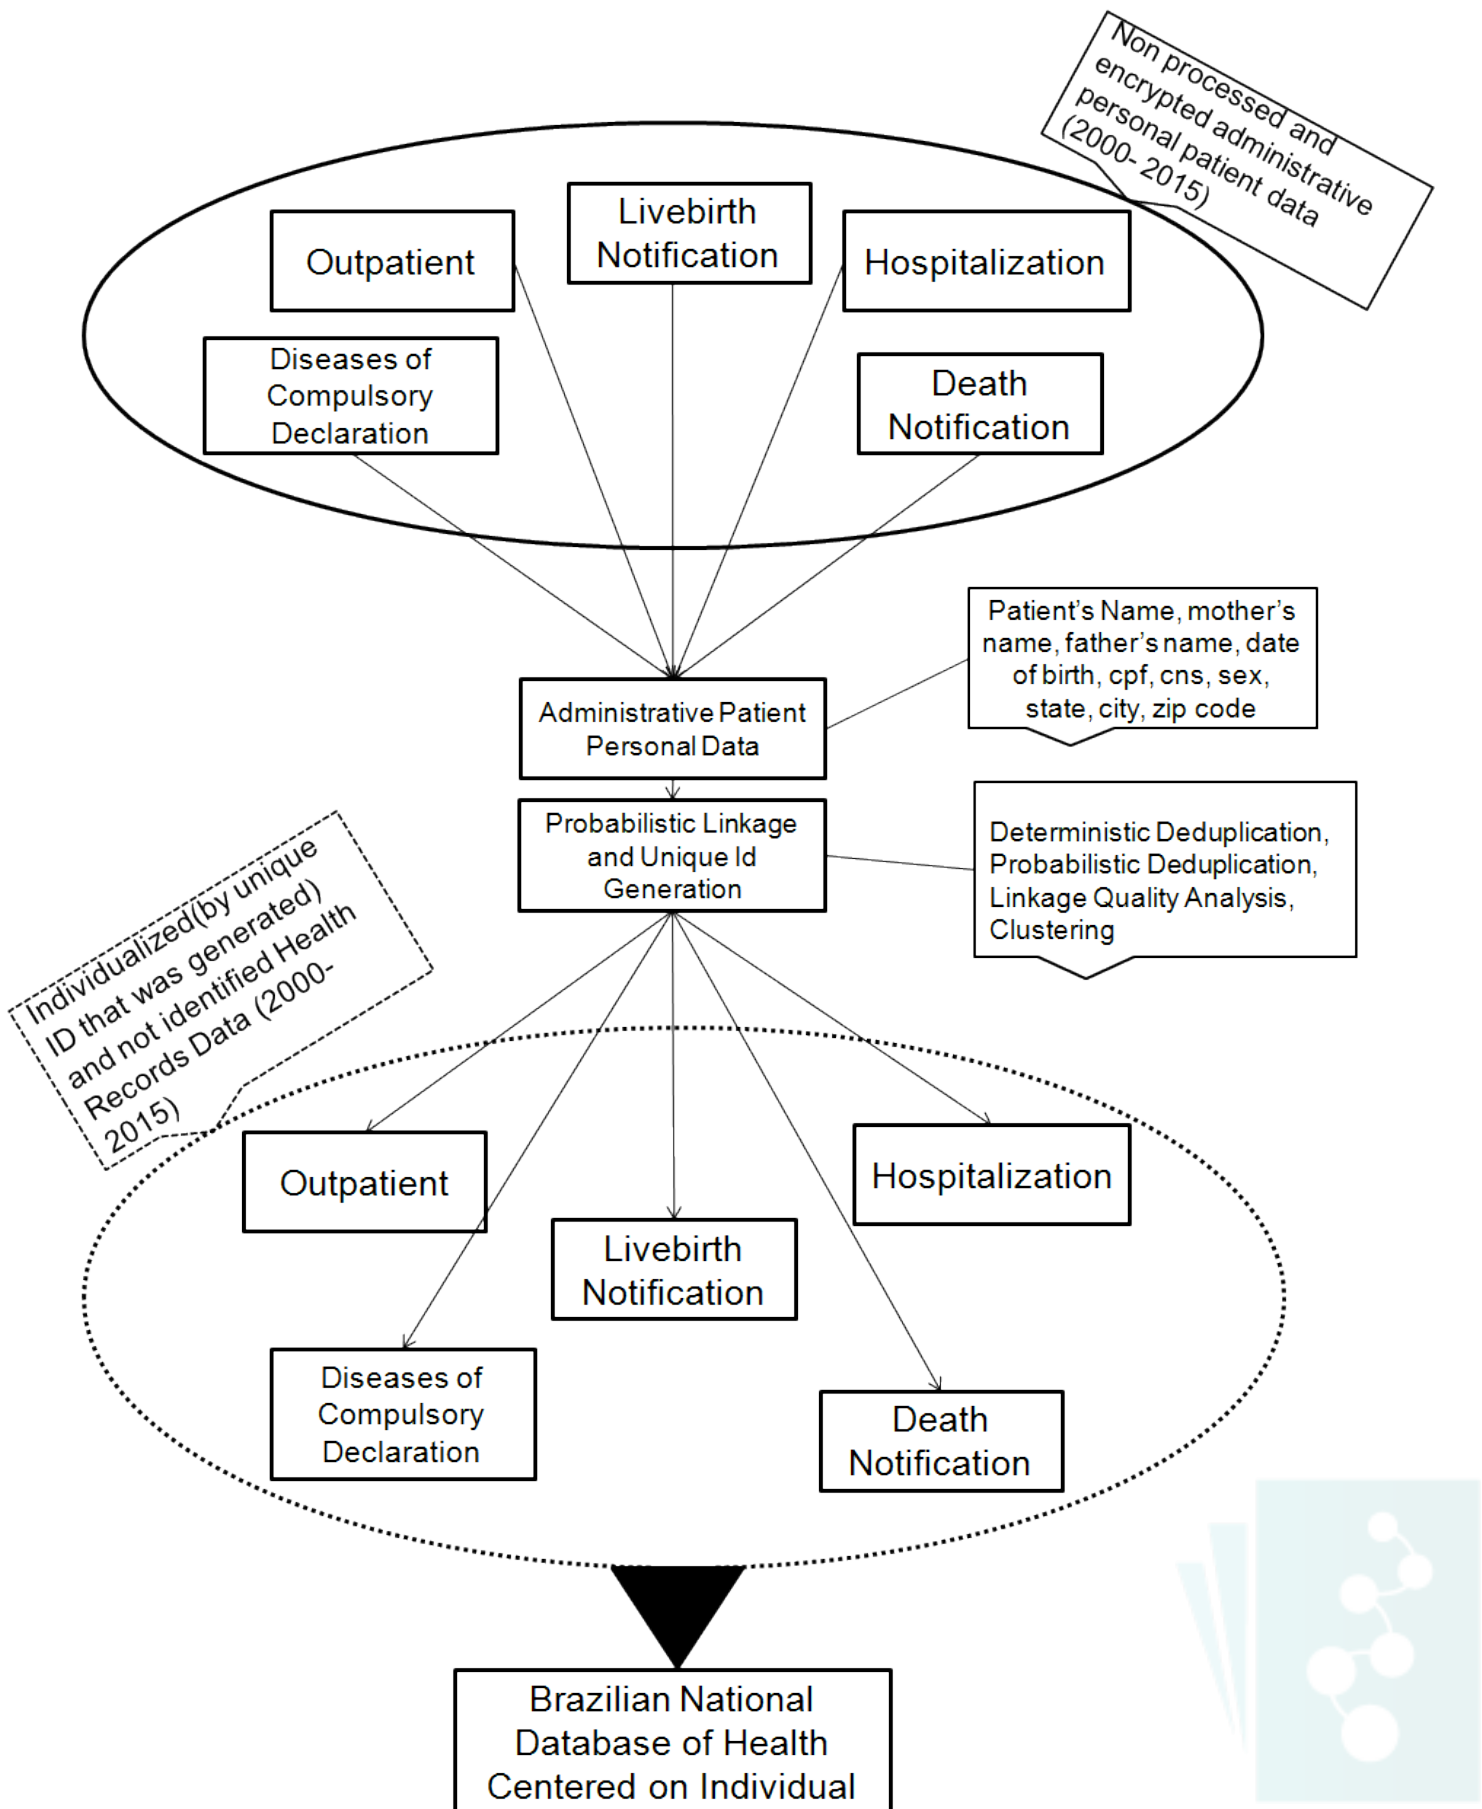 Non processed and
encrypted administrative
personal patient data
(2000- 2015)
Livebirth
Notification
Outpatient
Hospitalization
Diseases of
Compulsory
Declaration
Death
Notification
Patient’s Name, mother’s
name, father’s name, date
of birth, cpf, cns, sex,
state, city, zip code
Administrative Patient
Personal Data
Probabilistic Linkage
and Unique Id
Generation
Deterministic Deduplication,
Probabilistic Deduplication,
Linkage Quality Analysis,
Clustering
Individualized(by unique
ID that was generated)
and not identified Health
Records Data (2000-
2015)
Outpatient
Hospitalization
Livebirth
Notification
Diseases of
Compulsory
Declaration
Death
Notification
Brazilian National
Database of Health
Centered on Individual